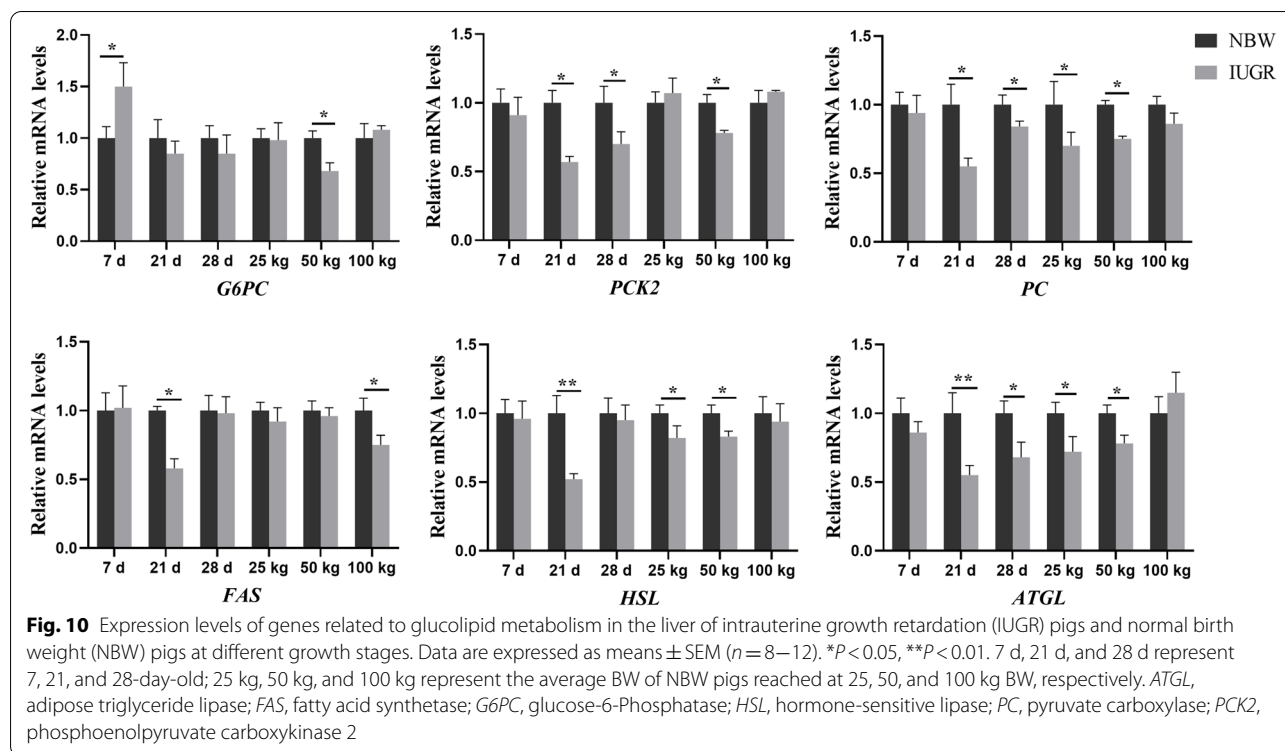 NBW
IUGR
Relative mRNA levels
2.0
1.5
1.0
0.5
0.0
*
*
7 d 21 d 28 d 25 kg 50 kg 100 kg
G6PC
Relative mRNA levels
1.5
1.0
0.5
0.0
*
*
*
7 d 21 d 28 d 25 kg 50 kg 100 kg
PCK2
Relative mRNA levels
1.5
1.0
0.5
0.0
*
*
*
*
7 d 21 d 28 d 25 kg 50 kg 100 kg
PC
Relative mRNA levels
1.5
1.0
0.5
0.0
*
*
7 d 21 d 28 d 25 kg 50 kg 100 kg
FAS
Relative mRNA levels
1.5
1.0
0.5
0.0
**
*
*
7 d 21 d 28 d 25 kg 50 kg 100 kg
HSL
Relative mRNA levels
1.5
1.0
0.5
0.0
**
*
*
*
7 d 21 d 28 d 25 kg 50 kg 100 kg
ATGL
Fig. 10 Expression levels of genes related to glucolipid metabolism in the liver of intrauterine growth retardation (IUGR) pigs and normal birth
weight (NBW) pigs at different growth stages. Data are expressed as means ± SEM (n = 8–12). *P < 0.05, **P < 0.01. 7 d, 21 d, and 28 d represent
7, 21, and 28-day-old; 25 kg, 50 kg, and 100 kg represent the average BW of NBW pigs reached at 25, 50, and 100 kg BW, respectively. ATGL,
adipose triglyceride lipase; FAS, fatty acid synthetase; G6PC, glucose-6-Phosphatase; HSL, hormone-sensitive lipase; PC, pyruvate carboxylase; PCK2,
phosphoenolpyruvate carboxykinase 2